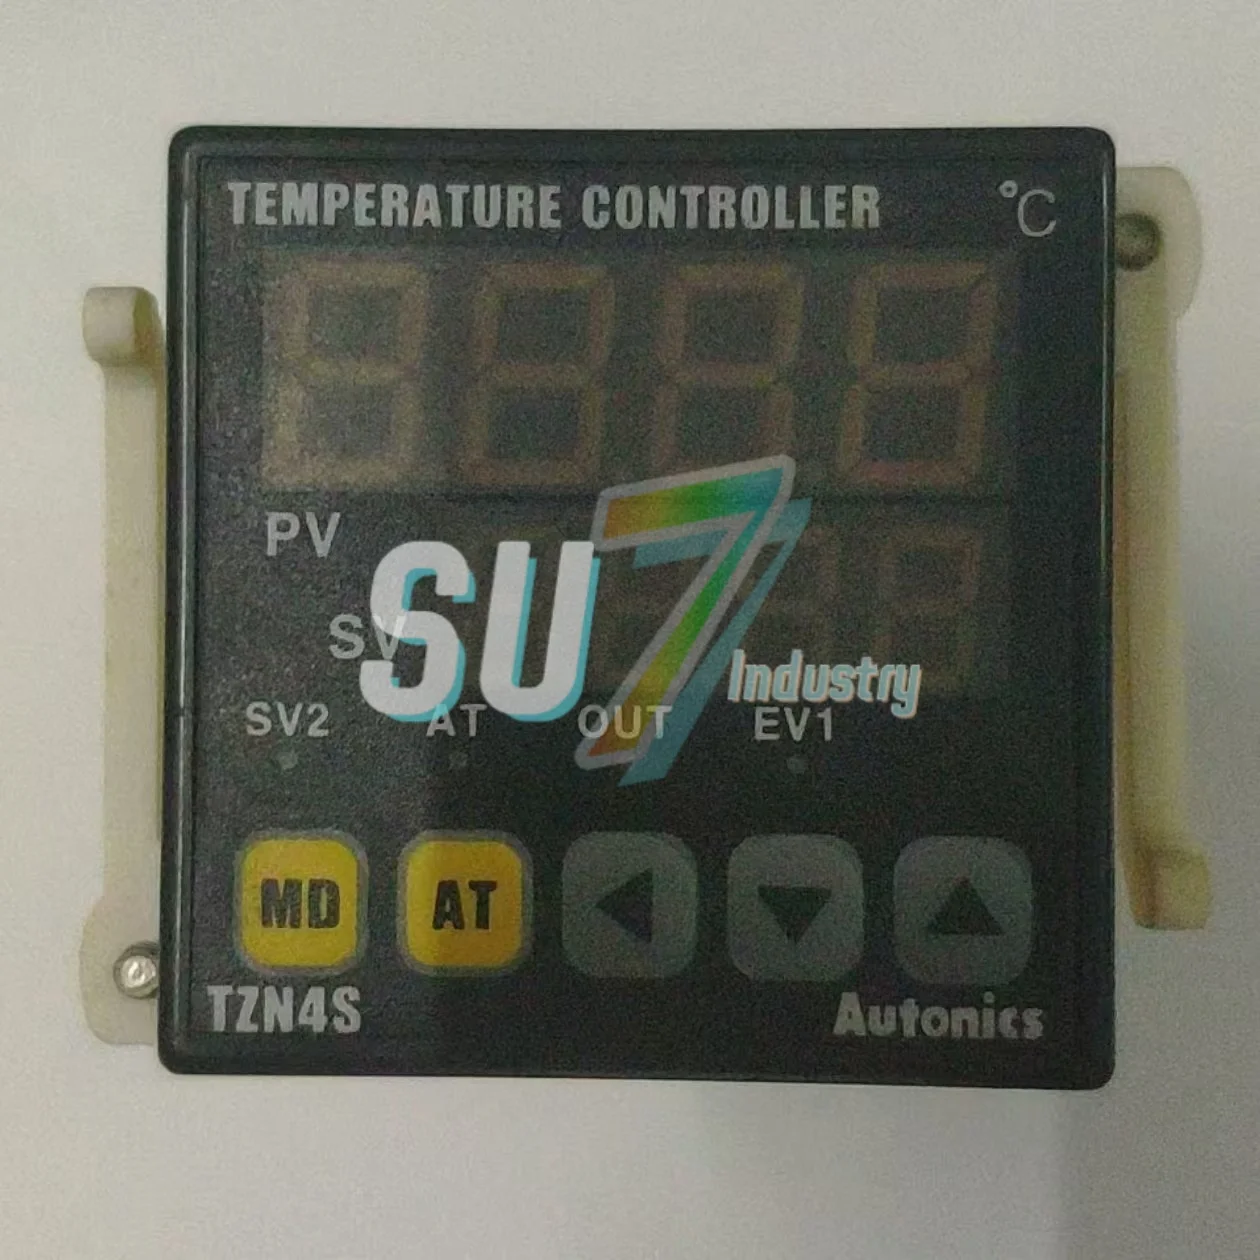 TEMPERATURE CONTROLLER °C
PV
SU7
SV
Industry
SV2 AT OUT EV1
MD AT
TZN4S Autonics